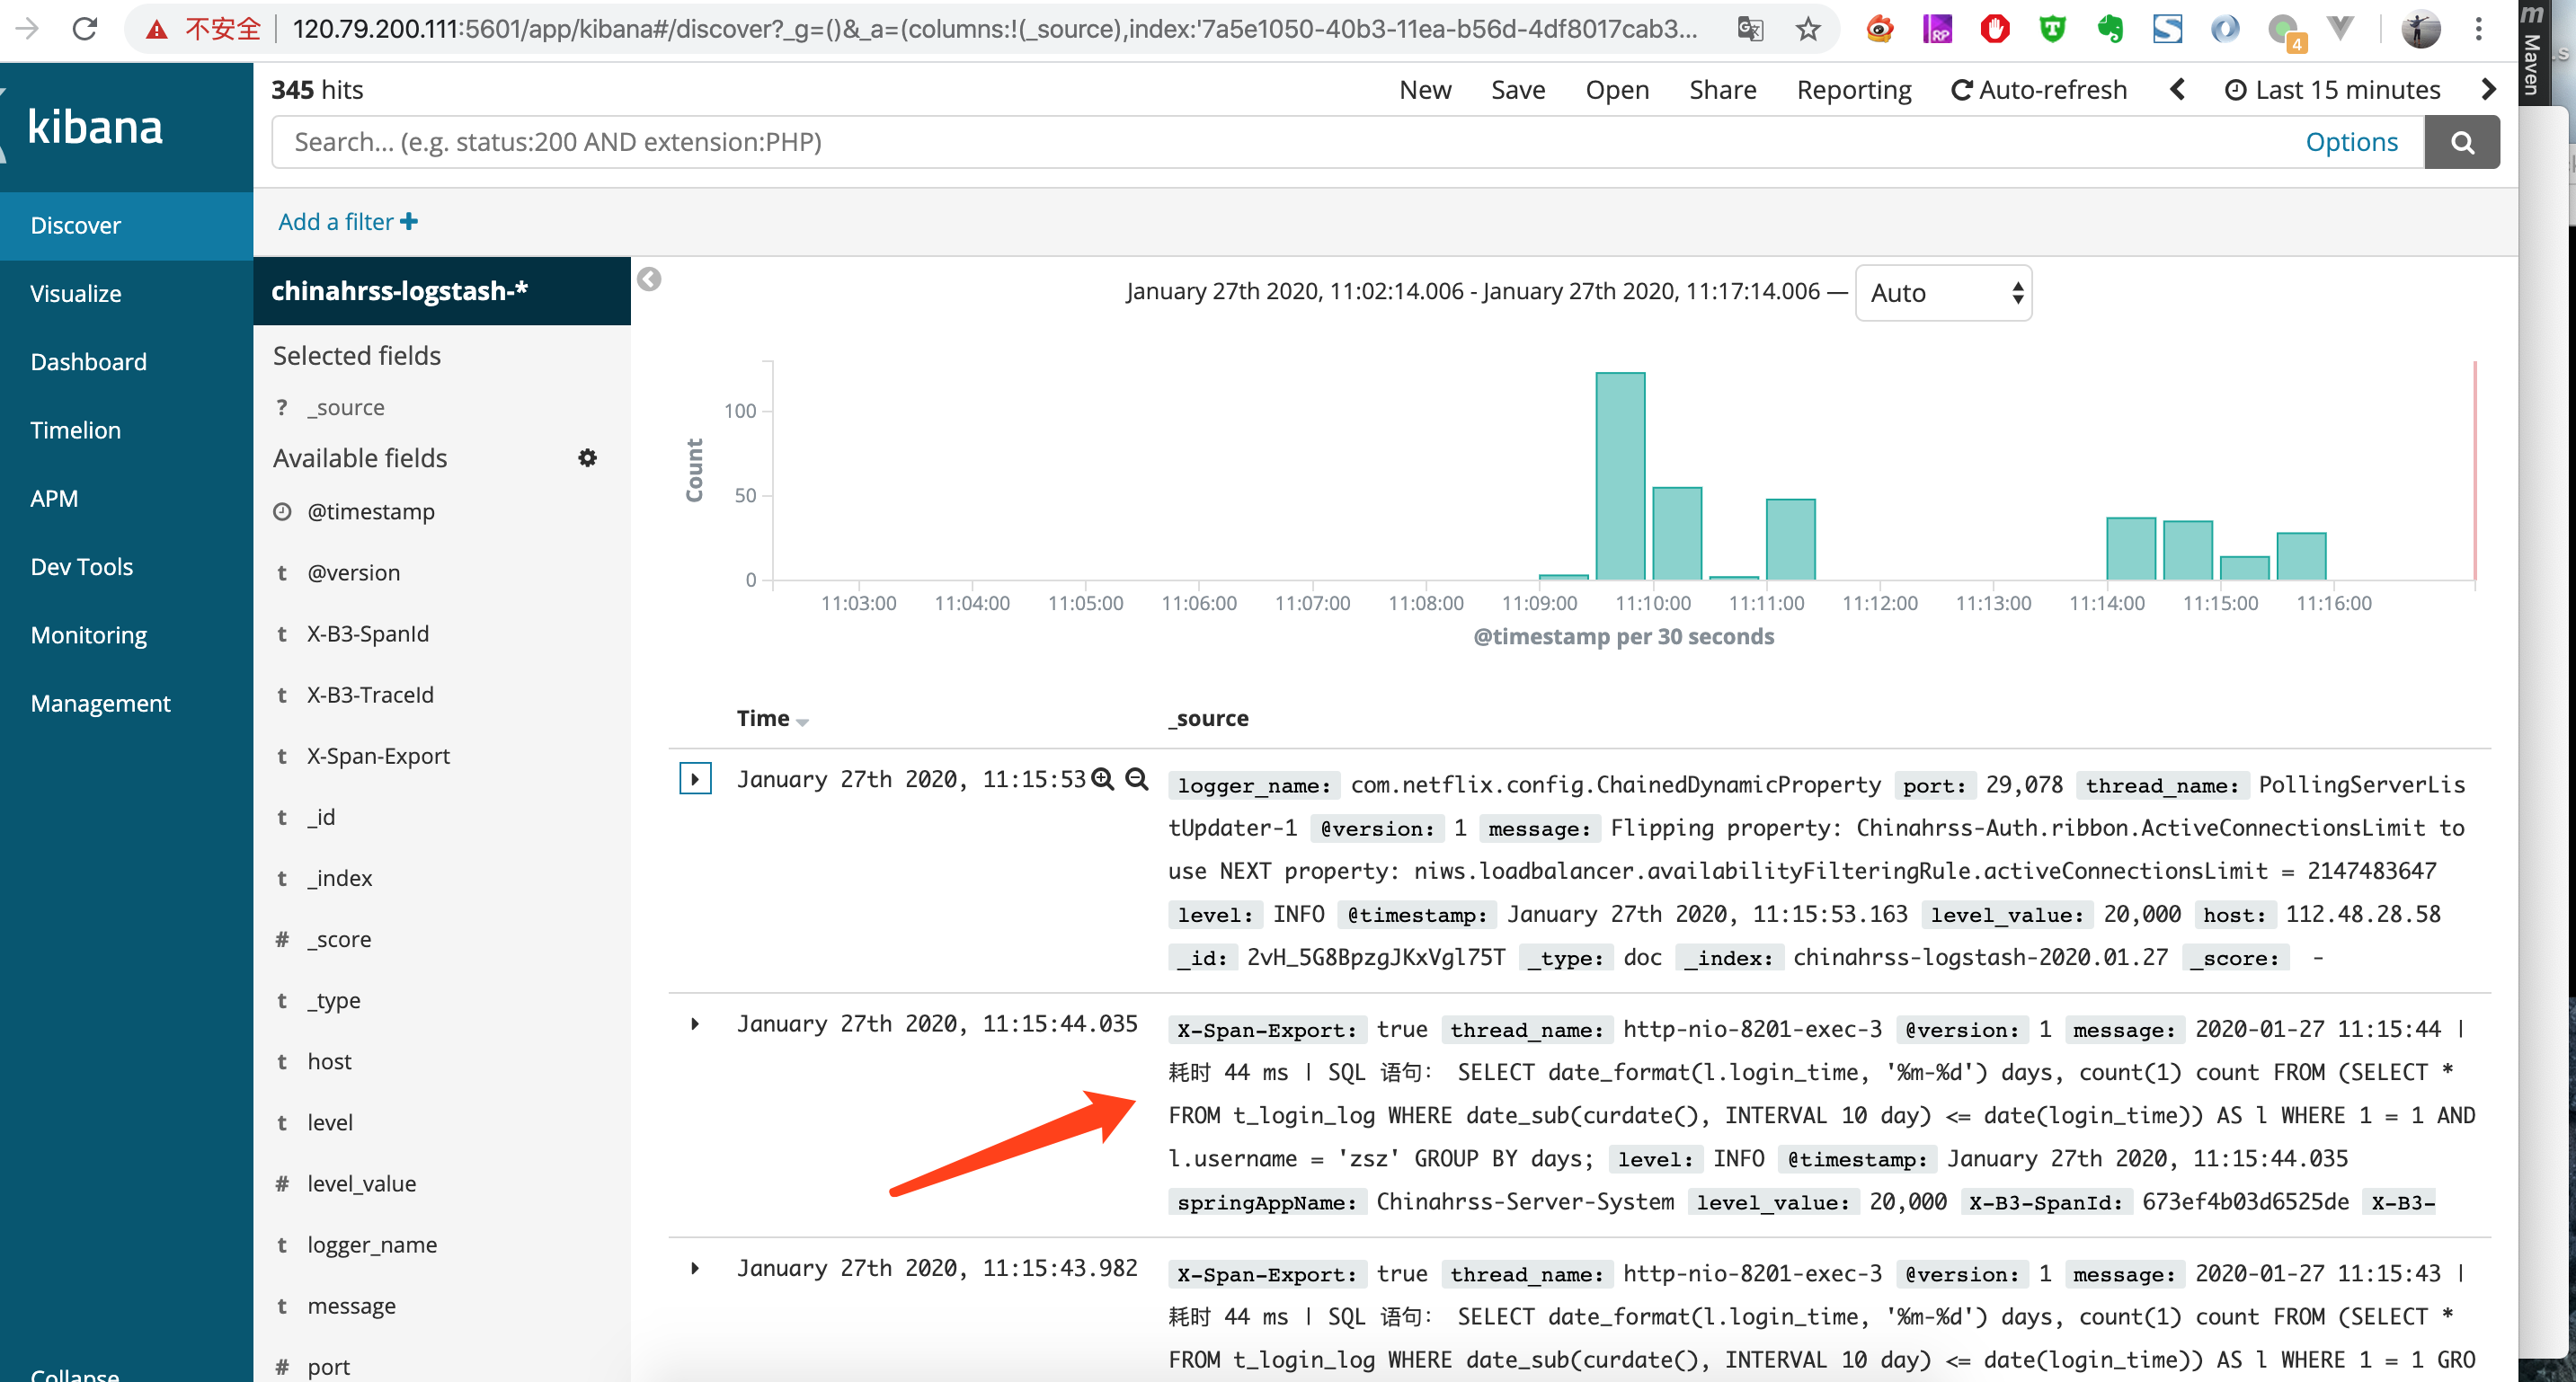 不安全 120.79.200.111:5601/app/kibana#/discover?_g=()&_a=(columns:!(_source),index:'7a5e1050-40b3-11ea-b56d-4df8017cab3...
4
m Maven
kibana
Discover
Visualize
Dashboard
Timelion
APM
Dev Tools
Monitoring
Management
Collapse
345 hits
New Save Open Share Reporting Auto-refresh Last 15 minutes
Search... (e.g. status:200 AND extension:PHP) Options
Add a filter
chinahrss-logstash-*
Selected fields
? _source
Available fields
@timestamp
t @version
t X-B3-SpanId
t X-B3-TraceId
t X-Span-Export
t _id
t _index
# _score
t _type
t host
t level
# level_value
t logger_name
t message
# port
January 27th 2020, 11:02:14.006 - January 27th 2020, 11:17:14.006 — Auto
Count
100
50
0
11:03:00 11:04:00 11:05:00 11:06:00 11:07:00 11:08:00 11:09:00 11:10:00 11:11:00 11:12:00 11:13:00 11:14:00 11:15:00 11:16:00
@timestamp per 30 seconds
Time _source
January 27th 2020, 11:15:53
logger_name: com.netflix.config.ChainedDynamicProperty port: 29,078 thread_name: PollingServerLis
tUpdater-1 @version: 1 message: Flipping property: Chinahrss-Auth.ribbon.ActiveConnectionsLimit to
use NEXT property: niws.loadbalancer.availabilityFilteringRule.activeConnectionsLimit = 2147483647
level: INFO @timestamp: January 27th 2020, 11:15:53.163 level_value: 20,000 host: 112.48.28.58
_id: 2vH_5G8BpzgJKxVgl75T _type: doc _index: chinahrss-logstash-2020.01.27 _score: -
January 27th 2020, 11:15:44.035
X-Span-Export: true thread_name: http-nio-8201-exec-3 @version: 1 message: 2020-01-27 11:15:44 |
耗时 44 ms | SQL 语句： SELECT date_format(l.login_time, '%m-%d') days, count(1) count FROM (SELECT *
FROM t_login_log WHERE date_sub(curdate(), INTERVAL 10 day) <= date(login_time)) AS l WHERE 1 = 1 AND
l.username = 'zsz' GROUP BY days; level: INFO @timestamp: January 27th 2020, 11:15:44.035
springAppName: Chinahrss-Server-System level_value: 20,000 X-B3-SpanId: 673ef4b03d6525de X-B3-
January 27th 2020, 11:15:43.982
X-Span-Export: true thread_name: http-nio-8201-exec-3 @version: 1 message: 2020-01-27 11:15:43 |
耗时 44 ms | SQL 语句： SELECT date_format(l.login_time, '%m-%d') days, count(1) count FROM (SELECT *
FROM t_login_log WHERE date_sub(curdate(), INTERVAL 10 day) <= date(login_time)) AS l WHERE 1 = 1 GRO